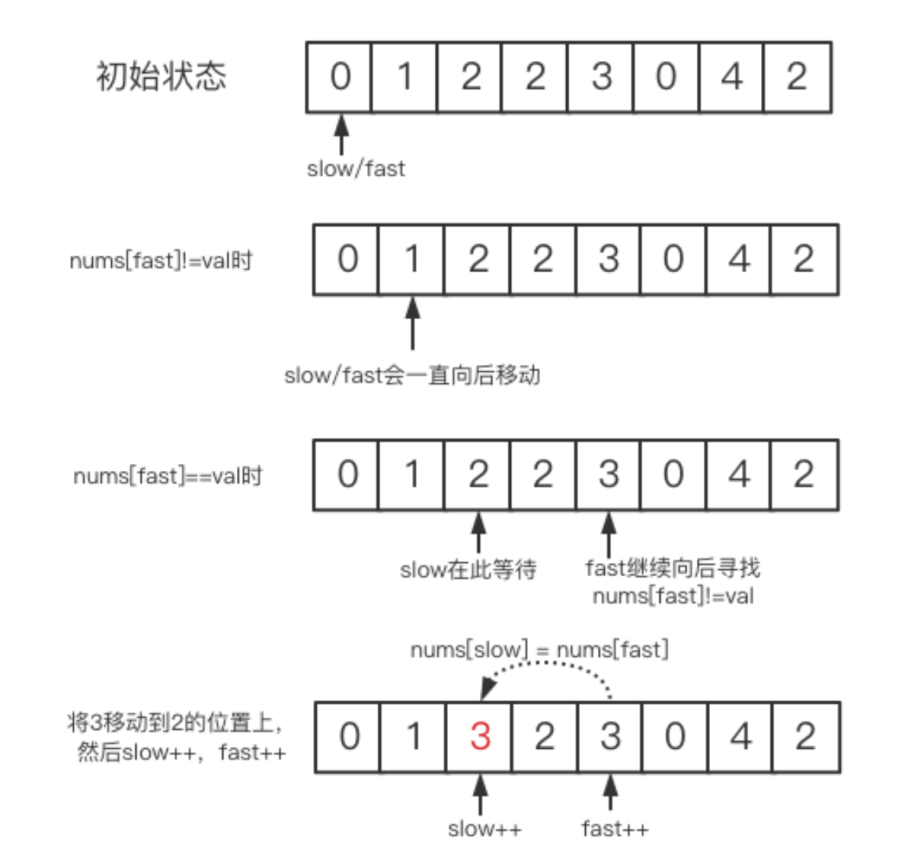 初始状态
0 1 2 2 3 0 4 2
slow/fast
nums[fast]!=val时
0 1 2 2 3 0 4 2
slow/fast会一直向后移动
nums[fast]==val时
0 1 2 2 3 0 4 2
slow在此等待
fast继续向后寻找
nums[fast]!=val
nums[slow] = nums[fast]
将3移动到2的位置上，
然后slow++，fast++
0 1 3 2 3 0 4 2
slow++
fast++